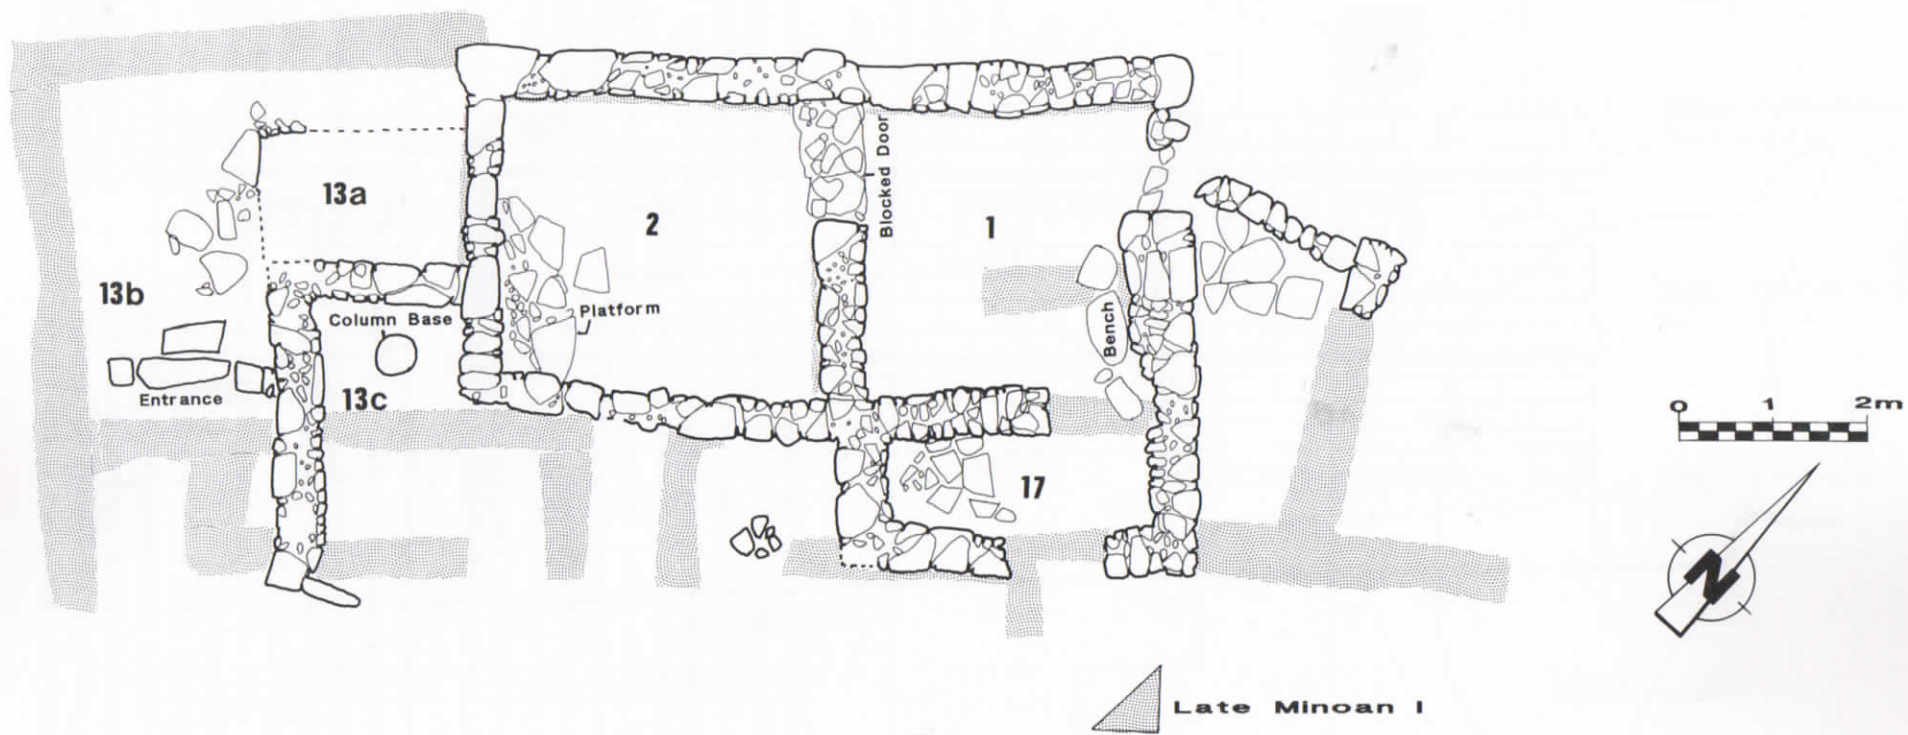 13a
2
Blocked Door
1
13b
Column Base
Platform
Bench
Entrance
13c
0 1 2m
17
N
Late Minoan I